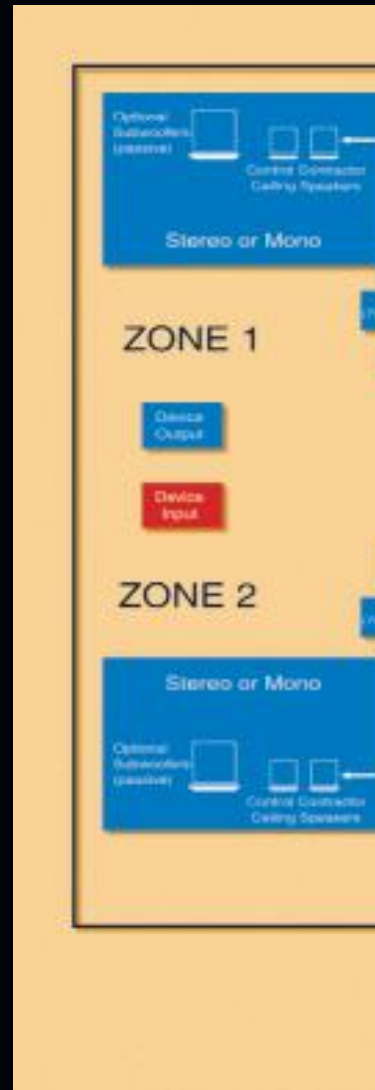 Optional
Subwoofers
(passive)
Control Contractor
Ceiling Speakers
Stereo or Mono
ZONE 1
Device
Output
Device
Input
ZONE 2
Stereo or Mono
Optional
Subwoofers
(passive)
Control Contractor
Ceiling Speakers